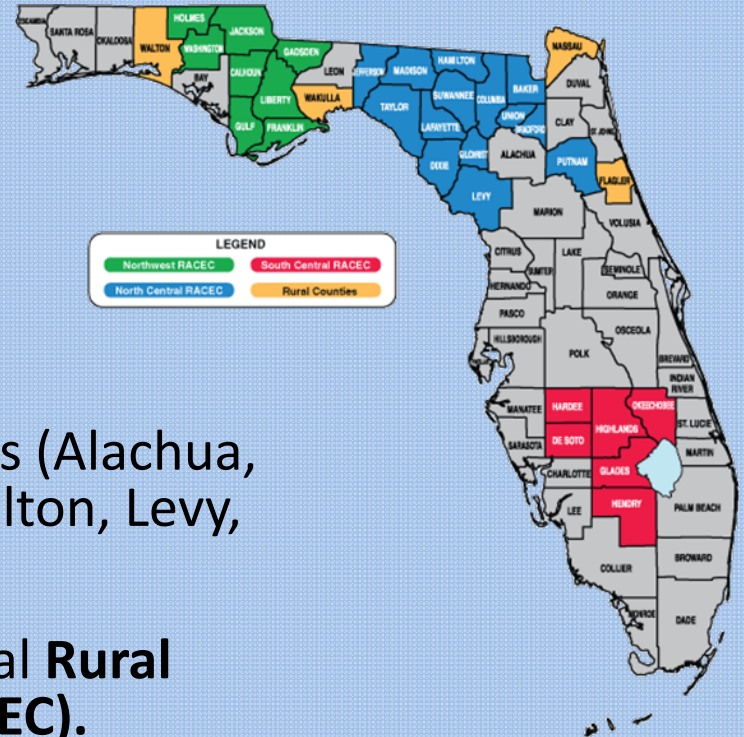 ESCAMBIA
SANTA ROSA
OKALOOSA
WALTON
HOLMES
WASHINGTON
BAY
JACKSON
CALHOUN
GULF
LIBERTY
FRANKLIN
GADSDEN
LEON
WAKULLA
JEFFERSON
MADISON
TAYLOR
HAMILTON
SUWANNEE
LAFAYETTE
DIXIE
COLUMBIA
GILCHRIST
LEVY
BAKER
UNION
BRADFORD
ALACHUA
NASSAU
DUVAL
CLAY
ST JOHNS
PUTNAM
FLAGLER
MARION
VOLUSIA
CITRUS
SUMTER
LAKE
SEMINOLE
HERNANDO
ORANGE
PASCO
OSCEOLA
HILLSBOROUGH
POLK
BREVARD
INDIAN
RIVER
MANATEE
HARDEE
HIGHLANDS
OKEECHOBEE
ST. LUCIE
SARASOTA
DE SOTO
MARTIN
CHARLOTTE
GLADES
LEE
HENDRY
PALM BEACH
COLLIER
BROWARD
MONROE
DADE
LEGEND
Northwest RACEC
South Central RACEC
North Central RACEC
Rural Counties
s (Alachua,
lton, Levy,
al Rural
EC).